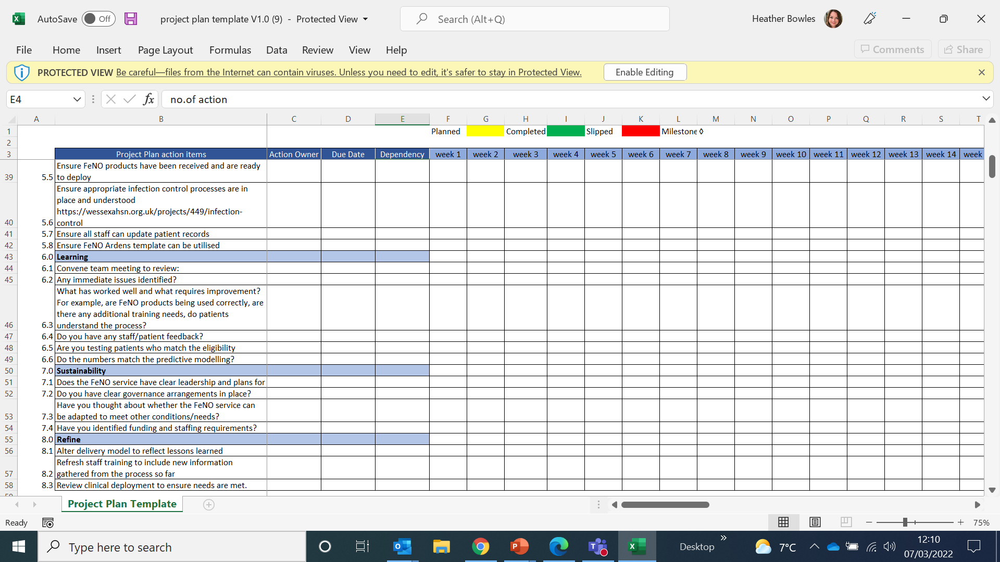 AutoSave Off project plan template V1.0 (9) - Protected View Search (Alt+Q) Heather Bowles
File Home Insert Page Layout Formulas Data Review View Help Comments Share
PROTECTED VIEW Be careful—files from the Internet can contain viruses. Unless you need to edit, it's safer to stay in Protected View. Enable Editing
E4 fx no.of action
A B C D E F G H I J K L M N O P Q R S T
1 Planned Completed Slipped Milestone ◊
2
3 Project Plan action items Action Owner Due Date Dependency week 1 week 2 week 3 week 4 week 5 week 6 week 7 week 8 week 9 week 10 week 11 week 12 week 13 week 14 week
Ensure FeNO products have been received and are ready
39 5.5 to deploy
Ensure appropriate infection control processes are in
place and understood
https://wessexahsn.org.uk/projects/449/infection-
40 5.6 control
41 5.7 Ensure all staff can update patient records
42 5.8 Ensure FeNO Ardens template can be utilised
43 6.0 Learning
44 6.1 Convene team meeting to review:
45 6.2 Any immediate issues identified?
What has worked well and what requires improvement?
For example, are FeNO products being used correctly, are
there any additional training needs, do patients
46 6.3 understand the process?
47 6.4 Do you have any staff/patient feedback?
48 6.5 Are you testing patients who match the eligibility
49 6.6 Do the numbers match the predictive modelling?
50 7.0 Sustainability
51 7.1 Does the FeNO service have clear leadership and plans for
52 7.2 Do you have clear governance arrangements in place?
Have you thought about whether the FeNO service can
53 7.3 be adapted to meet other conditions/needs?
54 7.4 Have you identified funding and staffing requirements?
55 8.0 Refine
56 8.1 Alter delivery model to reflect lessons learned
Refresh staff training to include new information
57 8.2 gathered from the process so far
58 8.3 Review clinical deployment to ensure needs are met.
Project Plan Template
Ready 75%
Type here to search Desktop 7°C 12:10
07/03/2022